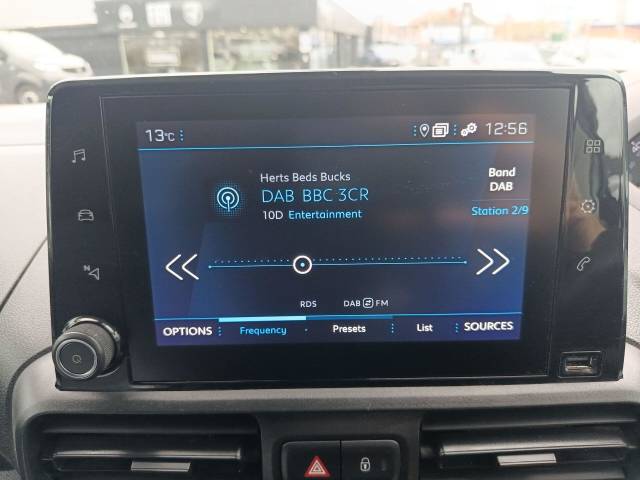 13°C 12:56
Herts Beds Bucks
DAB BBC 3CR
10D Entertainment
Band
DAB
Station 2/9
N
RDS DAB FM
OPTIONS Frequency Presets List SOURCES